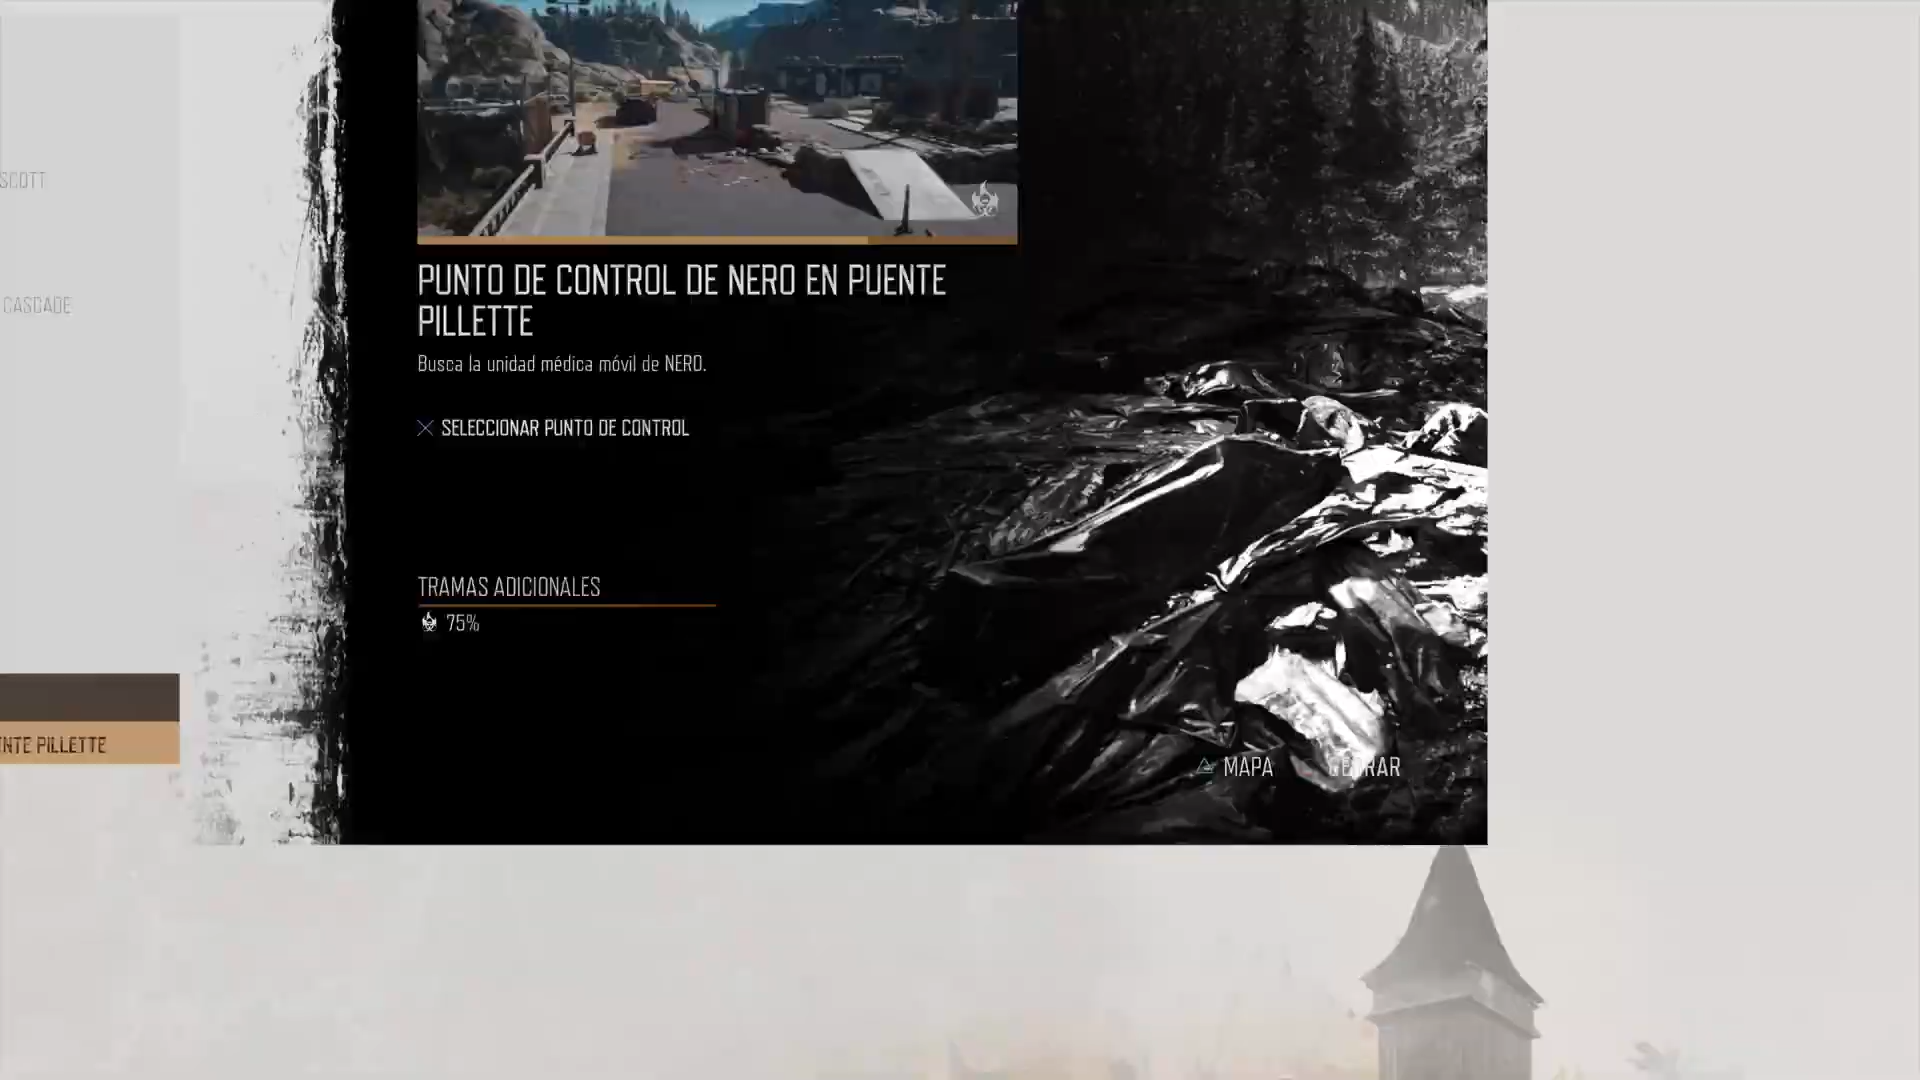 SCOTT
CASCADE
NTE PILLETTE
PUNTO DE CONTROL DE NERO EN PUENTE
PILLETTE
Busca la unidad médica móvil de NERO.
SELECCIONAR PUNTO DE CONTROL
TRAMAS ADICIONALES
75%
MAPA
CERRAR